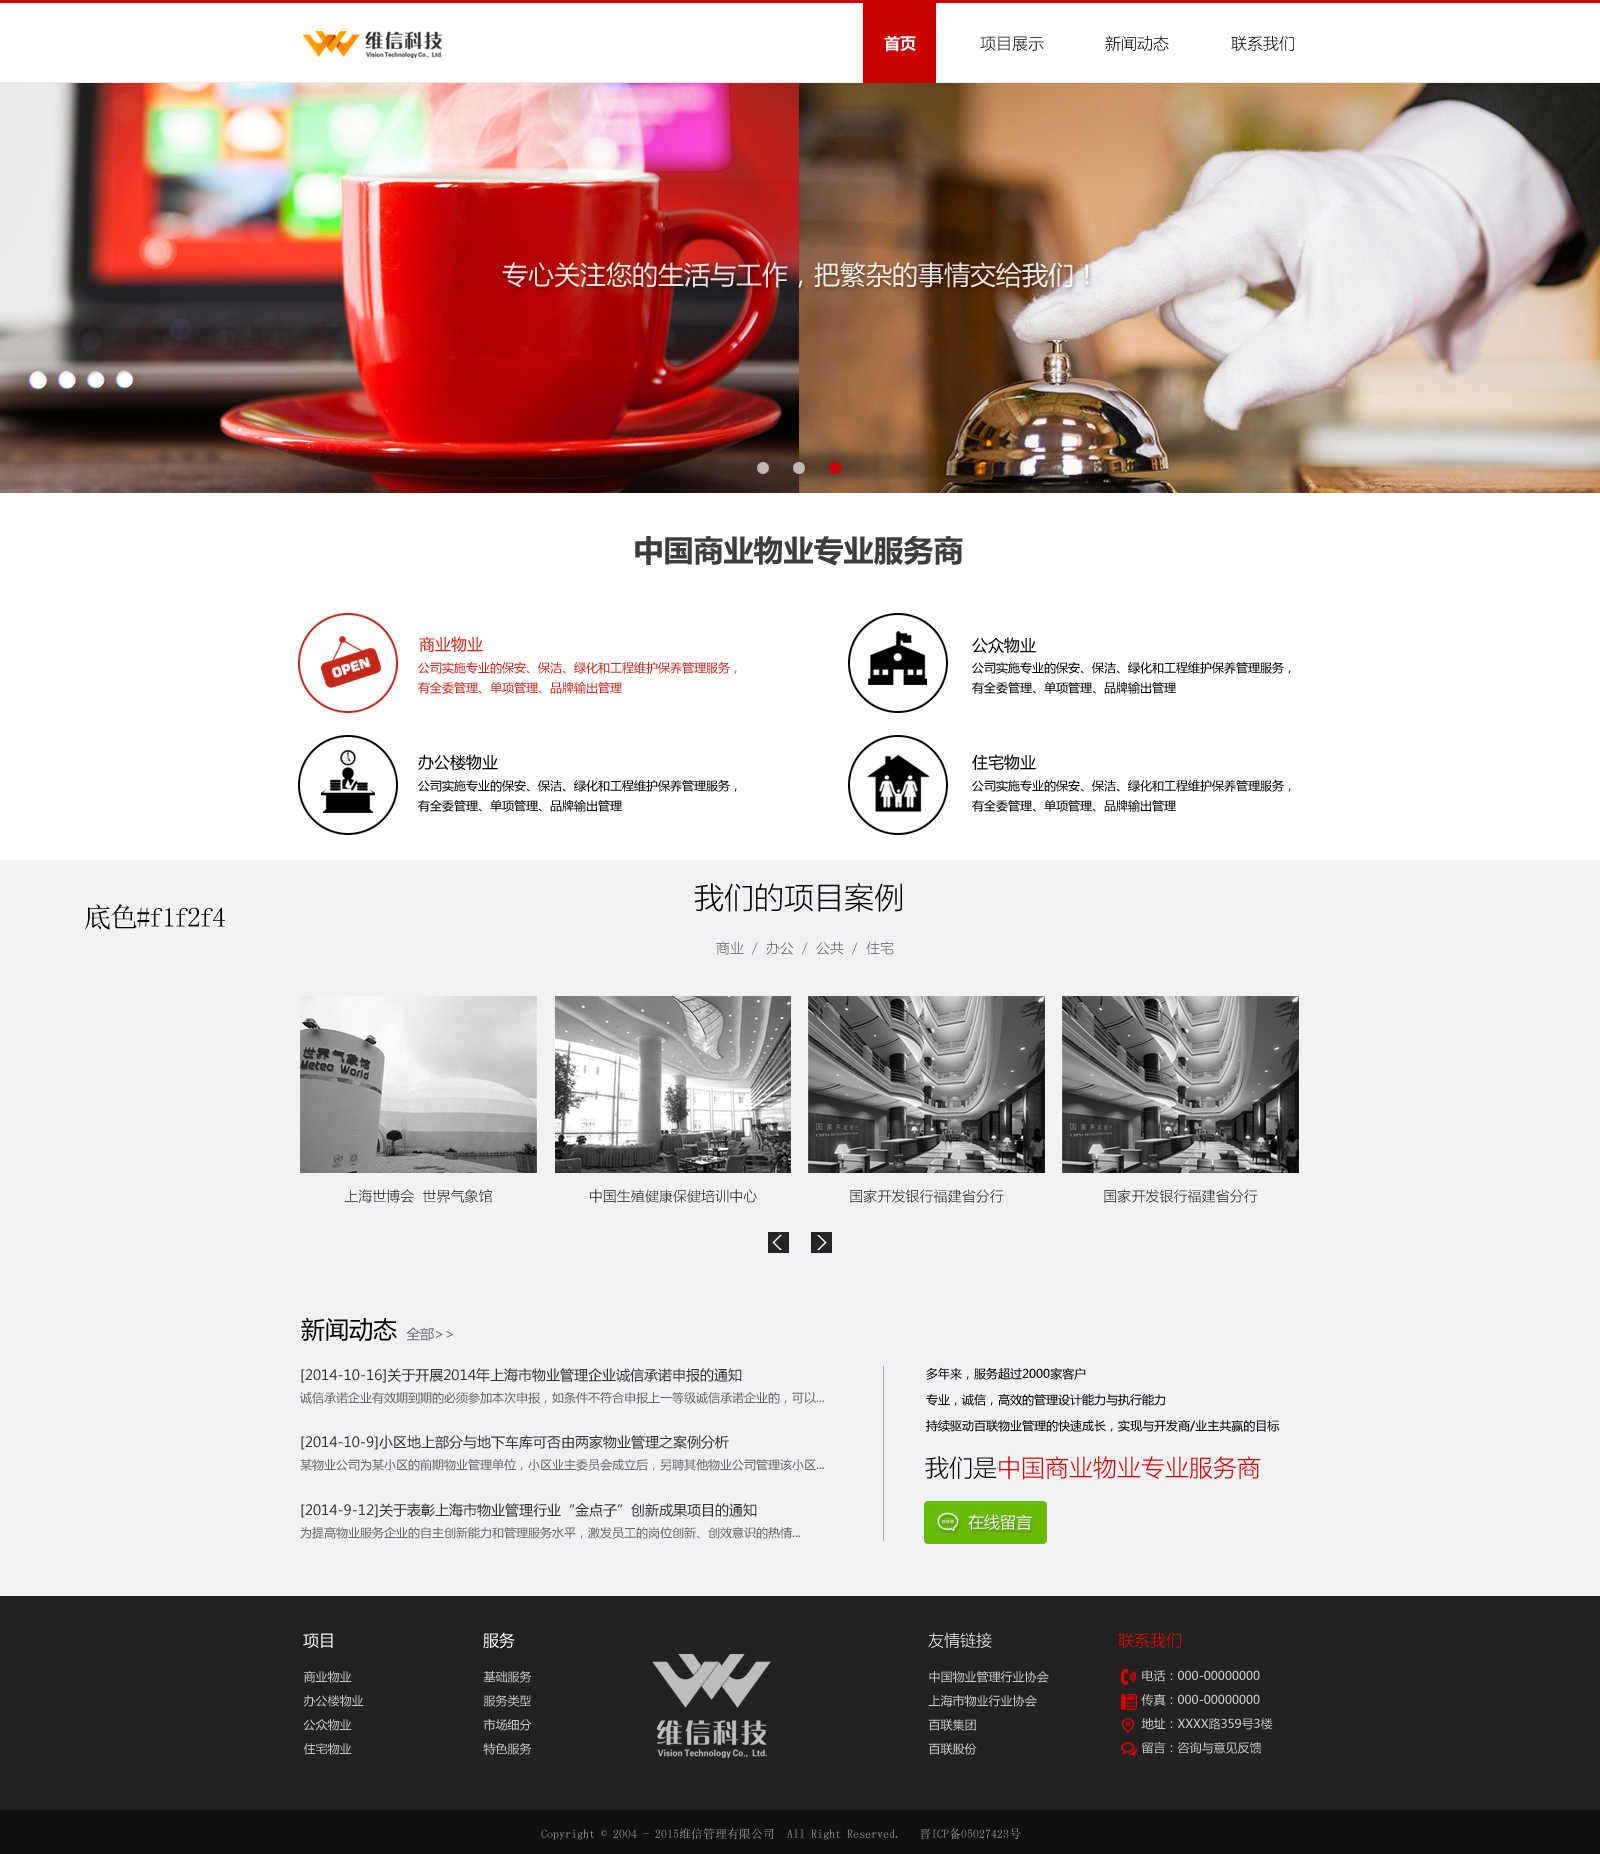 维信科技
Vision Technology Co., Ltd.
首页
项目展示
新闻动态
联系我们
专心关注您的生活与工作，把繁杂的事情交给我们！
中国商业物业专业服务商
OPEN
商业物业
公司实施专业的保安、保洁、绿化和工程维护保养管理服务，
有全委管理、单项管理、品牌输出管理
公众物业
公司实施专业的保安、保洁、绿化和工程维护保养管理服务，
有全委管理、单项管理、品牌输出管理
办公楼物业
公司实施专业的保安、保洁、绿化和工程维护保养管理服务，
有全委管理、单项管理、品牌输出管理
住宅物业
公司实施专业的保安、保洁、绿化和工程维护保养管理服务，
有全委管理、单项管理、品牌输出管理
底色#f1f2f4
我们的项目案例
商业 / 办公 / 公共 / 住宅
世界气象馆
Meteo World
国家开发银行
国家开发银行
上海世博会 世界气象馆
中国生殖健康保健培训中心
国家开发银行福建省分行
国家开发银行福建省分行
新闻动态 全部>>
[2014-10-16]关于开展2014年上海市物业管理企业诚信承诺申报的通知
诚信承诺企业有效期到期的必须参加本次申报，如条件不符合申报上一等级诚信承诺企业的，可以...
[2014-10-9]小区地上部分与地下车库可否由两家物业管理之案例分析
某物业公司为某小区的前期物业管理单位，小区业主委员会成立后，另聘其他物业公司管理该小区...
[2014-9-12]关于表彰上海市物业管理行业“金点子”创新成果项目的通知
为提高物业服务企业的自主创新能力和管理服务水平，激发员工的岗位创新、创效意识的热情...
多年来，服务超过2000家客户
专业，诚信，高效的管理设计能力与执行能力
持续驱动百联物业管理的快速成长，实现与开发商/业主共赢的目标
我们是中国商业物业专业服务商
在线留言
项目
商业物业
办公楼物业
公众物业
住宅物业
服务
基础服务
服务类型
市场细分
特色服务
维信科技
Vision Technology Co., Ltd.
友情链接
中国物业管理行业协会
上海市物业行业协会
百联集团
百联股份
联系我们
电话：000-00000000
传真：000-00000000
地址：XXXX路359号3楼
留言：咨询与意见反馈
Copyright © 2004 - 2015维信管理有限公司 All Right Reserved. 晋ICP备05027423号